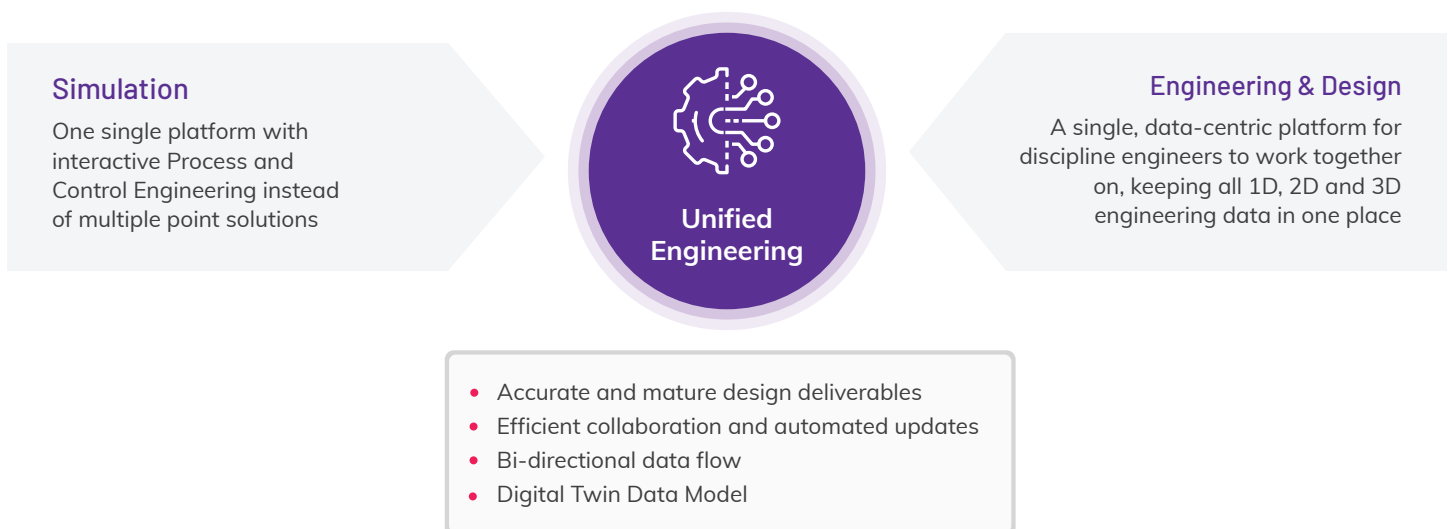 Simulation
One single platform with
interactive Process and
Control Engineering instead
of multiple point solutions
Unified
Engineering
Engineering & Design
A single, data-centric platform for
discipline engineers to work together
on, keeping all 1D, 2D and 3D
engineering data in one place
• Accurate and mature design deliverables
• Efficient collaboration and automated updates
• Bi-directional data flow
• Digital Twin Data Model